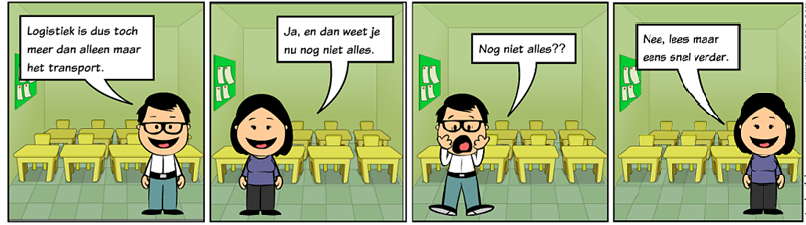 Logistiek is dus toch
meer dan alleen maar
het transport.
Ja, en dan weet je
nu nog niet alles.
Nog niet alles??
Nee, lees maar
eens snel verder.